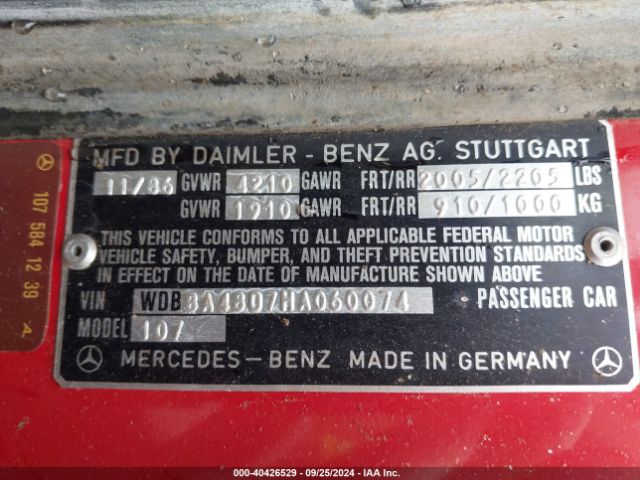 MFD BY DAIMLER - BENZ AG. STUTTGART
11/86 GVWR 4210 GAWR FRT/RR 2005/2205 LBS
GVWR 1910 GAWR FRT/RR 910/1000 KG
THIS VEHICLE CONFORMS TO ALL APPLICABLE FEDERAL MOTOR
VEHICLE SAFETY, BUMPER, AND THEFT PREVENTION STANDARDS
IN EFFECT ON THE DATE OF MANUFACTURE SHOWN ABOVE
VIN WDBBA48D7HA060074 PASSENGER CAR
MODEL 107
MERCEDES-BENZ MADE IN GERMANY
107 584 12 39
000-40426529 - 09/25/2024 - IAA Inc.